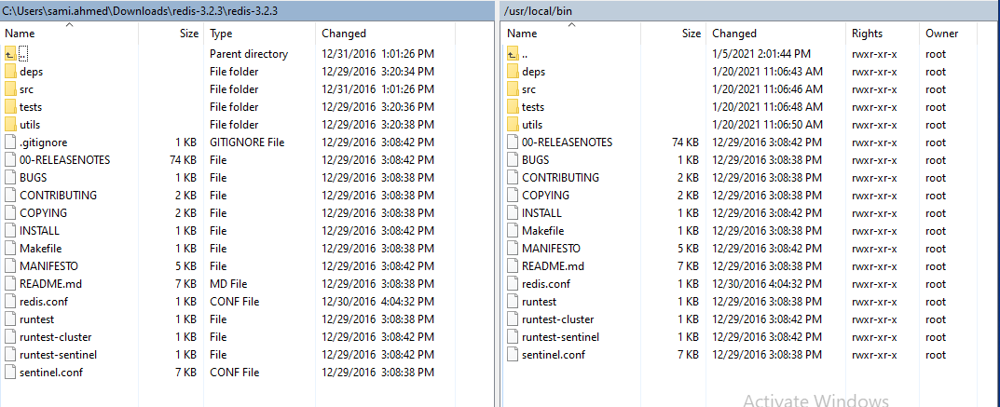 C:\Users\sami.ahmed\Downloads\redis-3.2.3\redis-3.2.3 /usr/local/bin
Name Size Type Changed Name Size Changed Rights Owner
.. Parent directory 12/31/2016 1:01:26 PM .. 1/5/2021 2:01:44 PM rwxr-xr-x root
deps File folder 12/29/2016 3:20:34 PM deps 1/20/2021 11:06:43 AM rwxr-xr-x root
src File folder 12/31/2016 1:01:26 PM src 1/20/2021 11:06:46 AM rwxr-xr-x root
tests File folder 12/29/2016 3:20:36 PM tests 1/20/2021 11:06:48 AM rwxr-xr-x root
utils File folder 12/29/2016 3:20:38 PM utils 1/20/2021 11:06:50 AM rwxr-xr-x root
.gitignore 1 KB GITIGNORE File 12/29/2016 3:08:42 PM 00-RELEASENOTES 74 KB 12/29/2016 3:08:42 PM rwxr-xr-x root
00-RELEASENOTES 74 KB File 12/29/2016 3:08:42 PM BUGS 1 KB 12/29/2016 3:08:38 PM rwxr-xr-x root
BUGS 1 KB File 12/29/2016 3:08:38 PM CONTRIBUTING 2 KB 12/29/2016 3:08:38 PM rwxr-xr-x root
CONTRIBUTING 2 KB File 12/29/2016 3:08:38 PM COPYING 2 KB 12/29/2016 3:08:38 PM rwxr-xr-x root
COPYING 2 KB File 12/29/2016 3:08:38 PM INSTALL 1 KB 12/29/2016 3:08:42 PM rwxr-xr-x root
INSTALL 1 KB File 12/29/2016 3:08:42 PM Makefile 1 KB 12/29/2016 3:08:38 PM rwxr-xr-x root
Makefile 1 KB File 12/29/2016 3:08:38 PM MANIFESTO 5 KB 12/29/2016 3:08:42 PM rwxr-xr-x root
MANIFESTO 5 KB File 12/29/2016 3:08:42 PM README.md 7 KB 12/29/2016 3:08:38 PM rwxr-xr-x root
README.md 7 KB MD File 12/29/2016 3:08:38 PM redis.conf 1 KB 12/30/2016 4:04:32 PM rwxr-xr-x root
redis.conf 1 KB CONF File 12/30/2016 4:04:32 PM runtest 1 KB 12/29/2016 3:08:38 PM rwxr-xr-x root
runtest 1 KB File 12/29/2016 3:08:38 PM runtest-cluster 1 KB 12/29/2016 3:08:42 PM rwxr-xr-x root
runtest-cluster 1 KB File 12/29/2016 3:08:42 PM runtest-sentinel 1 KB 12/29/2016 3:08:42 PM rwxr-xr-x root
runtest-sentinel 1 KB File 12/29/2016 3:08:42 PM sentinel.conf 7 KB 12/29/2016 3:08:38 PM rwxr-xr-x root
sentinel.conf 7 KB CONF File 12/29/2016 3:08:38 PM
Activate Windows